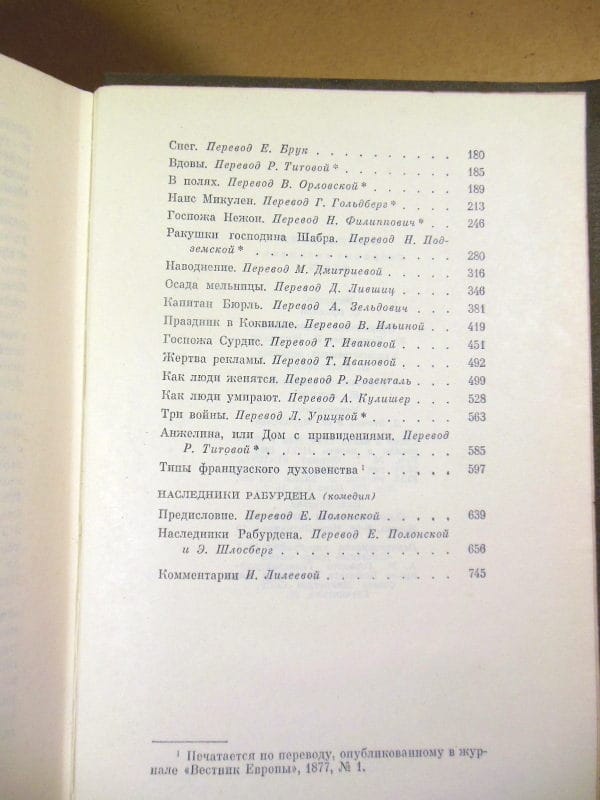 Снег. Перевод Е. Брук . . . . . . . . . . 180
Вдовы. Перевод Р. Титовой * . . . . . . . . 185
В полях. Перевод В. Орловской * . . . . . . 189
Наис Микулен. Перевод Г. Гольдберг * . . . . 213
Госпожа Нежон. Перевод Н. Филиппович * . . 246
Ракушки господина Шабра. Перевод Н. Под-
земской * . . . . . . . . . . . . 280
Наводнение. Перевод М. Дмитриевой . . . . . 316
Осада мельницы. Перевод Д. Лившиц . . . . . 346
Капитан Бюрль. Перевод А. Зельдович . . . . 381
Праздник в Коквилле. Перевод В. Ильиной . . 419
Госпожа Сурдис. Перевод Т. Ивановой . . . . 451
Жертва рекламы. Перевод Т. Ивановой . . . . 492
Как люди женятся. Перевод Р. Розенталь . . . 499
Как люди умирают. Перевод А. Кулишер . . . 528
Три войны. Перевод Л. Урицкой * . . . . . . 563
Анжелина, или Дом с привидениями. Перевод
Р. Титовой * . . . . . . . . . . . 585
Типы французского духовенства ¹ . . . . . . 597
НАСЛЕДНИКИ РАБУРДЕНА (комедия)
Предисловие. Перевод Е. Полонской . . . . . 639
Наследники Рабурдена. Перевод Е. Полонской
и Э. Шлосберг . . . . . . . . . . . 656
Комментарии И. Лилеевой . . . . . . . . . 745
¹ Печатается по переводу, опубликованному в жур-
нале «Вестник Европы», 1877, № 1.